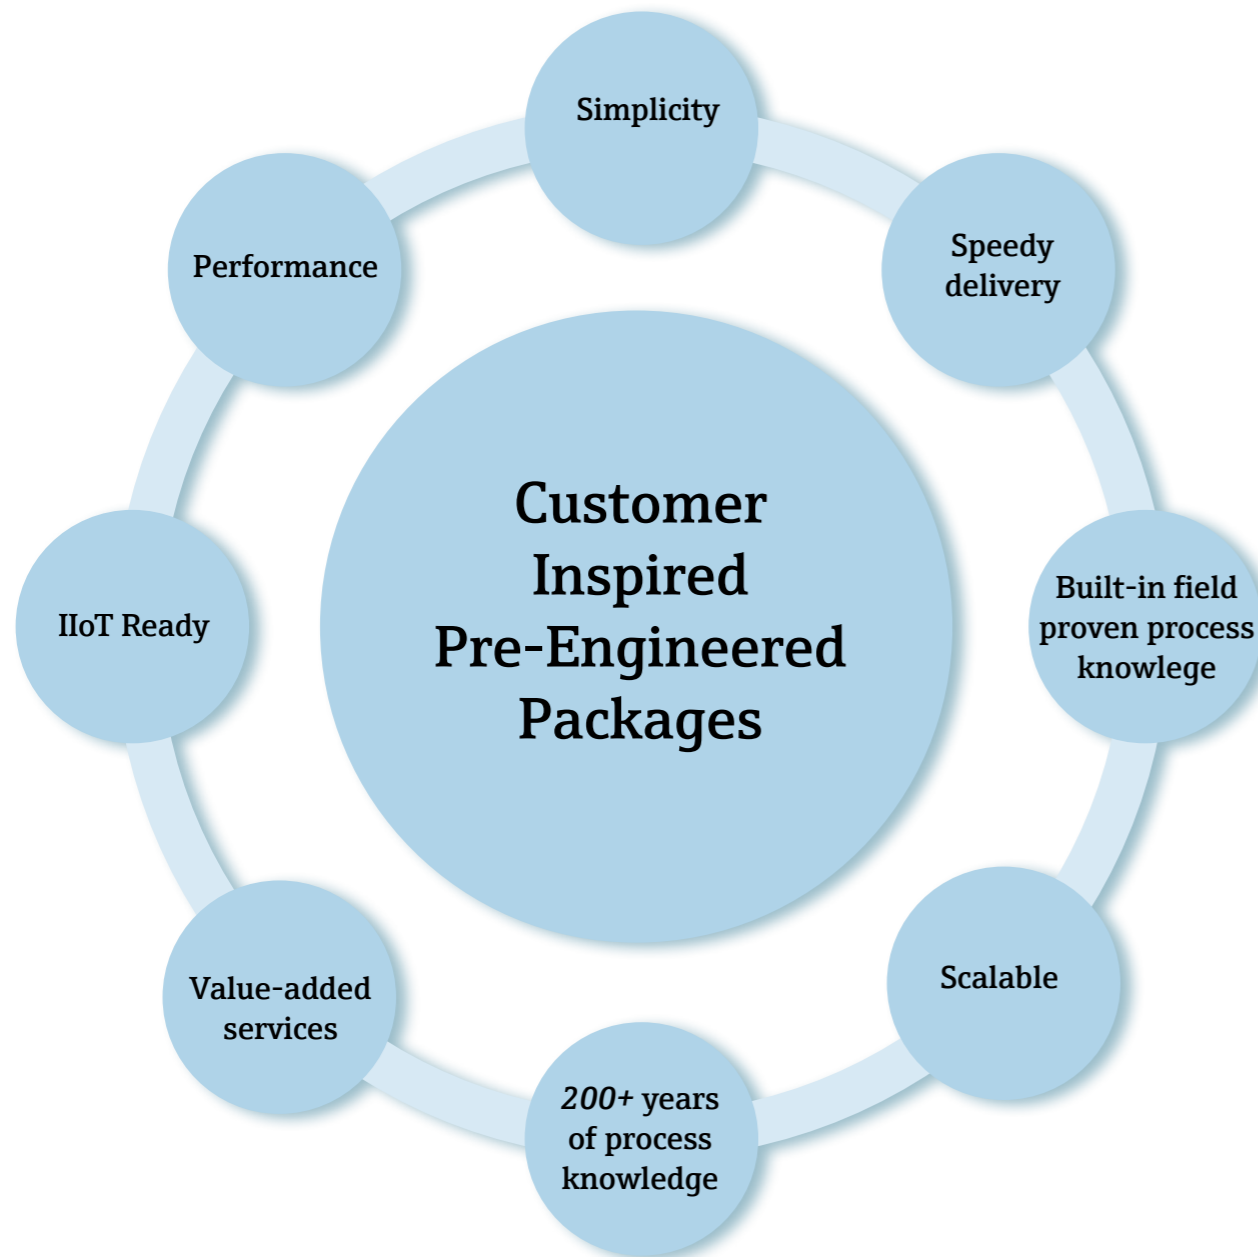 Simplicity
Speedy
delivery
Performance
Customer
Inspired
Pre-Engineered
Packages
Built-in field
proven process
knowlege
IIoT Ready
Scalable
Value-added
services
200+ years
of process
knowledge